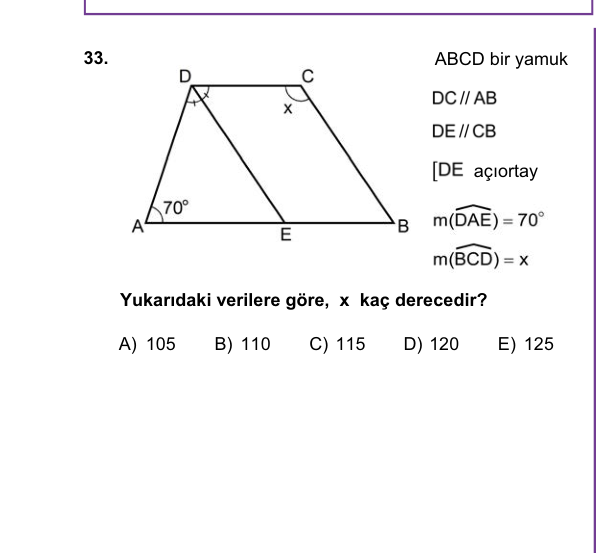 33.
ABCD bir yamuk
D
C
DC // AB
x
DE // CB
[DE açıortay
70°
A
E
B
m(DAE) = 70°
m(BCD) = x
Yukarıdaki verilere göre, x kaç derecedir?
A) 105 B) 110 C) 115 D) 120 E) 125